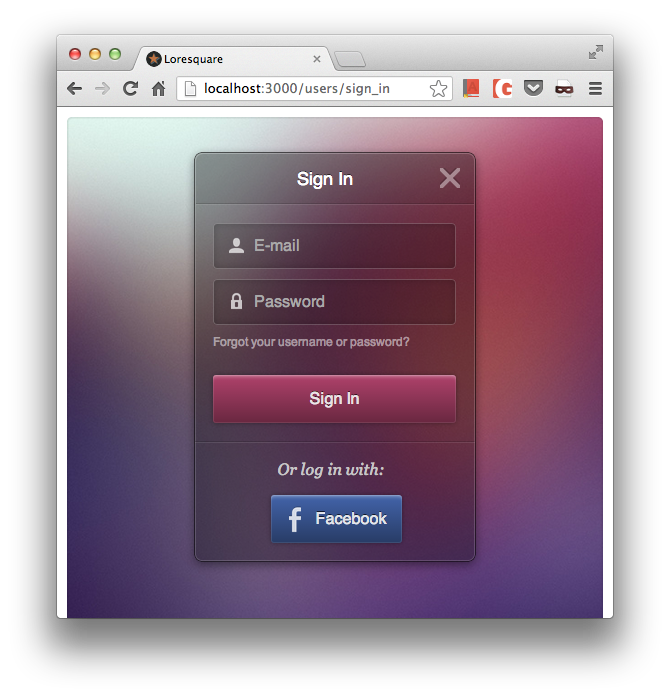 Loresquare
localhost:3000/users/sign_in
Sign In
E-mail
Password
Forgot your username or password?
Sign In
Or log in with:
f Facebook